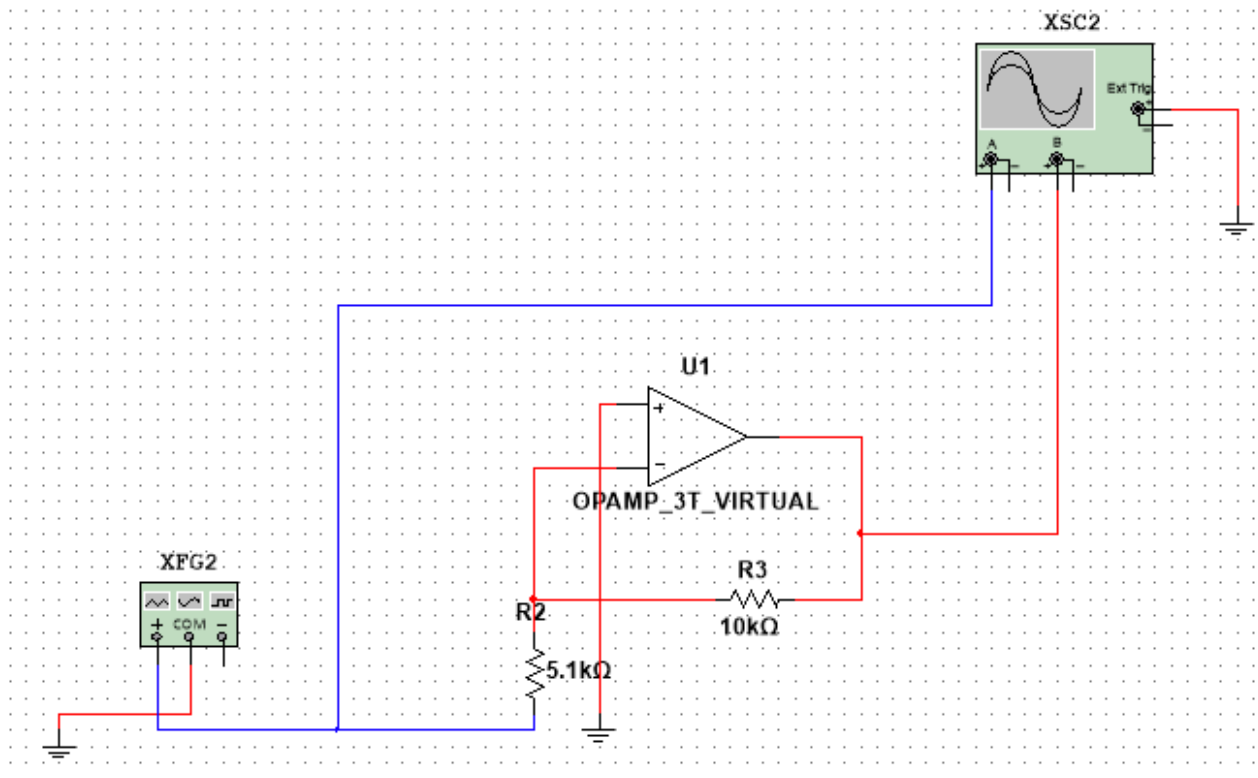 XSC2
Ext Trig
+
−
A
B
+ −
+ −
U1
+
−
OPAMP_3T_VIRTUAL
XFG2
+ COM −
R3
R2
10kΩ
5.1kΩ